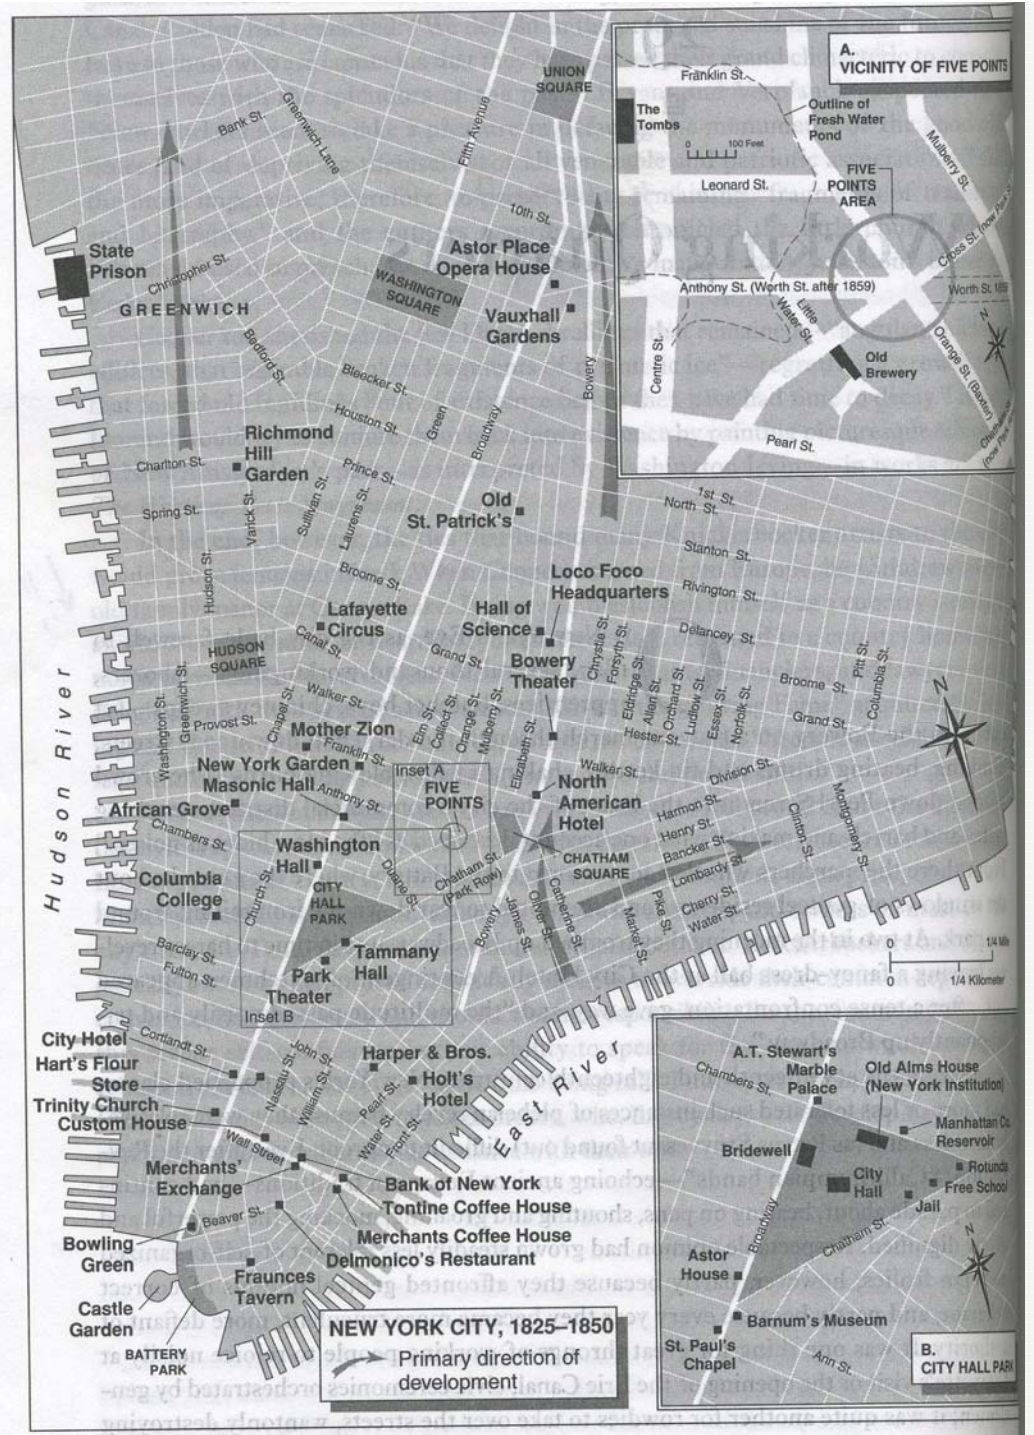 UNION
SQUARE
Fifth Avenue
Greenwich Lane
Bank St.
10th St.
State
Prison
Christopher St.
GREENWICH
Astor Place
Opera House
WASHINGTON
SQUARE
Vauxhall
Gardens
Bedford St.
Bleecker St.
Houston St.
Green
Broadway
Bowery
Richmond
Hill
Garden
Charlton St.
Prince St.
Spring St.
Varick St.
Sullivan St.
Laurens St.
Old
St. Patrick's
1st St.
North St.
Stanton St.
Hudson St.
Broome St.
Loco Foco
Headquarters
Rivington St.
Lafayette
Circus
Hall of
Science
Delancey St.
HUDSON
SQUARE
Canal St.
Grand St.
Bowery
Theater
Chrystie St.
Forsyth St.
Eldridge St.
Allen St.
Orchard St.
Ludlow St.
Essex St.
Norfolk St.
Pitt St.
Columbia St.
Broome St.
Grand St.
Hester St.
Hudson River
Washington St.
Greenwich St.
Provost St.
Chapel St.
Walker St.
Elm St.
Collect St.
Orange St.
Mulberry St.
Elizabeth St.
Mother Zion
Franklin St.
New York Garden
Masonic Hall
Anthony St.
Inset A
FIVE
POINTS
Walker St.
Division St.
North
American
Hotel
African Grove
Chambers St.
Harmon St.
Henry St.
Bancker St.
Lombardy St.
Cherry St.
Water St.
Clinton St.
Montgomery St.
Washington
Hall
CHATHAM
SQUARE
Columbia
College
Church St.
CITY
HALL
PARK
Duane St.
Chatham St.
(Park Row)
Bowery
James St.
Oliver St.
Catherine St.
Market St.
Pike St.
Tammany
Hall
Barclay St.
Fulton St.
Park
Theater
Inset B
N
0 1/4 Mile
0 1/4 Kilometer
City Hotel
Cortlandt St.
Hart's Flour
Store
Nassau St.
John St.
William St.
Harper & Bros.
Holt's
Hotel
Pearl St.
Water St.
Front St.
East River
Trinity Church
Custom House
Wall Street
Merchants'
Exchange
Bank of New York
Tontine Coffee House
Merchants Coffee House
Delmonico's Restaurant
Beaver St.
Bowling
Green
Fraunces
Tavern
Castle
Garden
BATTERY
PARK
NEW YORK CITY, 1825–1850
Primary direction of
development
A.
VICINITY OF FIVE POINTS
Franklin St.
The
Tombs
0 100 Feet
Outline of
Fresh Water
Pond
Leonard St.
FIVE
POINTS
AREA
Mulberry St.
Cross St. (now Park
Anthony St. (Worth St. after 1859)
Worth St.
Little
Water St.
Centre St.
Old
Brewery
Orange St. (Baxter)
Pearl St.
N
A.T. Stewart's
Marble
Palace
Chambers St.
Old Alms House
(New York Institution)
Manhattan Co.
Reservoir
Bridewell
City
Hall
Rotunda
Free School
Jail
Broadway
Chatham St.
N
Astor
House
Barnum's Museum
St. Paul's
Chapel
Ann St.
B.
CITY HALL PARK